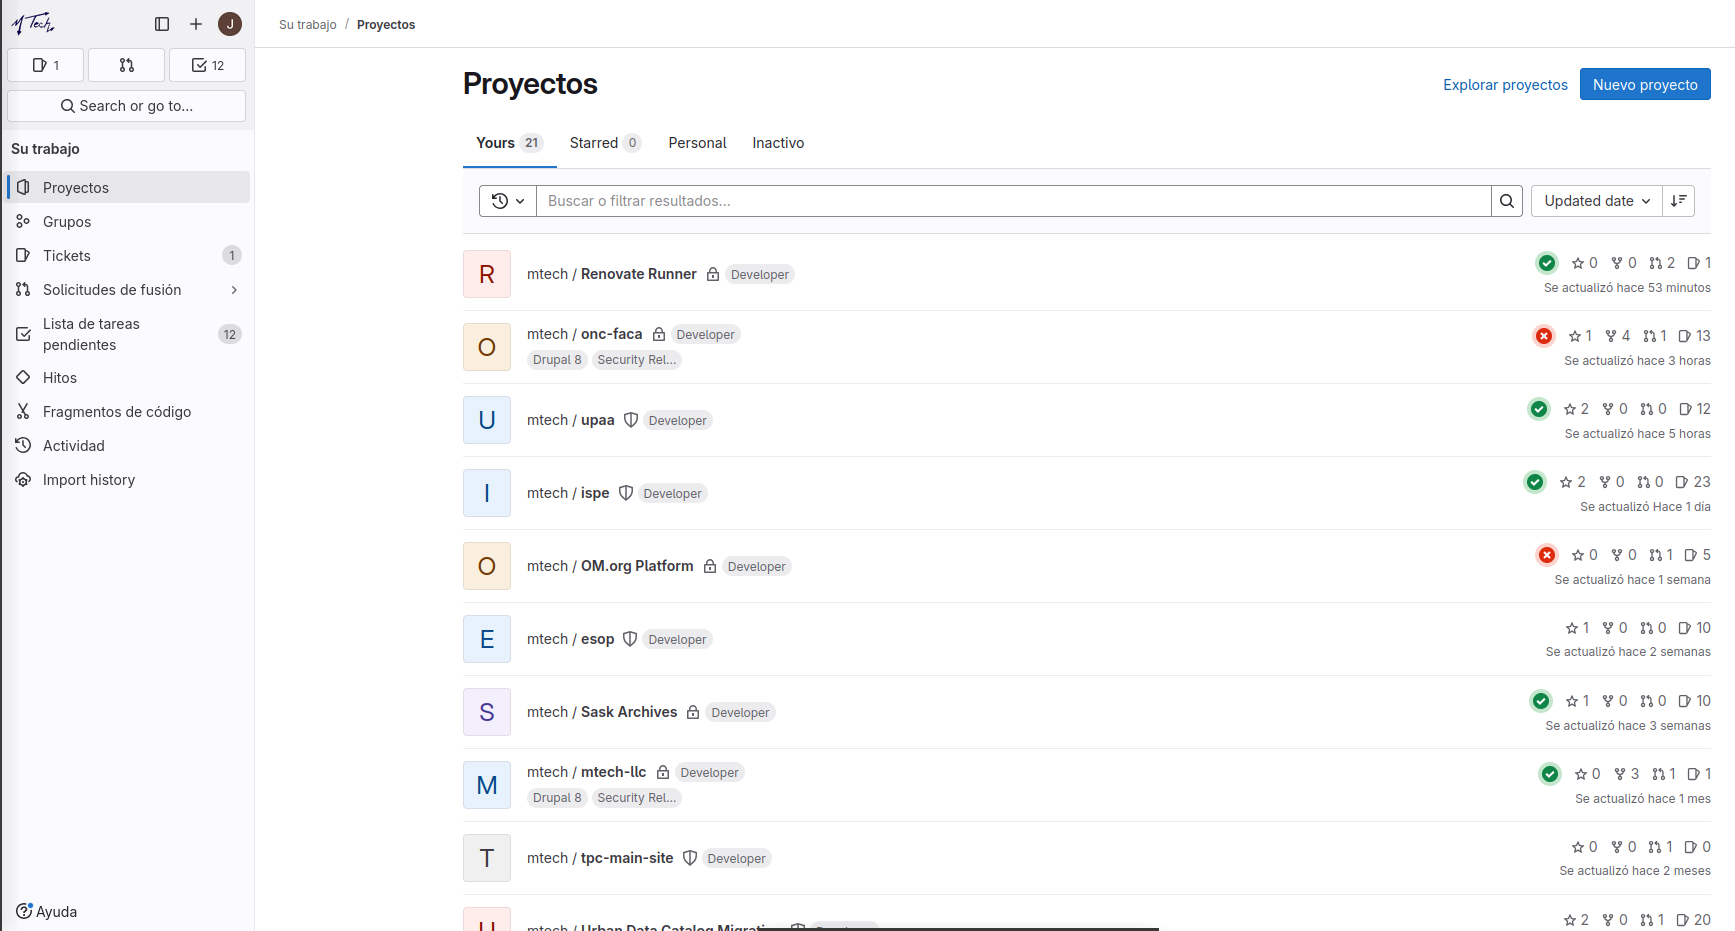 M Tech
J
1
12
Search or go to...
Su trabajo
Proyectos
Grupos
Tickets 1
Solicitudes de fusión
Lista de tareas
pendientes 12
Hitos
Fragmentos de código
Actividad
Import history
Ayuda
Su trabajo / Proyectos
Proyectos
Explorar proyectos
Nuevo proyecto
Yours 21 Starred 0 Personal Inactivo
Buscar o filtrar resultados...
Updated date
R
mtech / Renovate Runner Developer
0 0 2 1
Se actualizó hace 53 minutos
O
mtech / onc-faca Developer
Drupal 8 Security Rel...
1 4 1 13
Se actualizó hace 3 horas
U
mtech / upaa Developer
2 0 0 12
Se actualizó hace 5 horas
I
mtech / ispe Developer
2 0 0 23
Se actualizó Hace 1 día
O
mtech / OM.org Platform Developer
0 0 1 5
Se actualizó hace 1 semana
E
mtech / esop Developer
1 0 0 10
Se actualizó hace 2 semanas
S
mtech / Sask Archives Developer
1 0 0 10
Se actualizó hace 3 semanas
M
mtech / mtech-llc Developer
Drupal 8 Security Rel...
0 3 1 1
Se actualizó hace 1 mes
T
mtech / tpc-main-site Developer
0 0 1 0
Se actualizó hace 2 meses
mtech / Urban Data Catalog
2 0 1 20